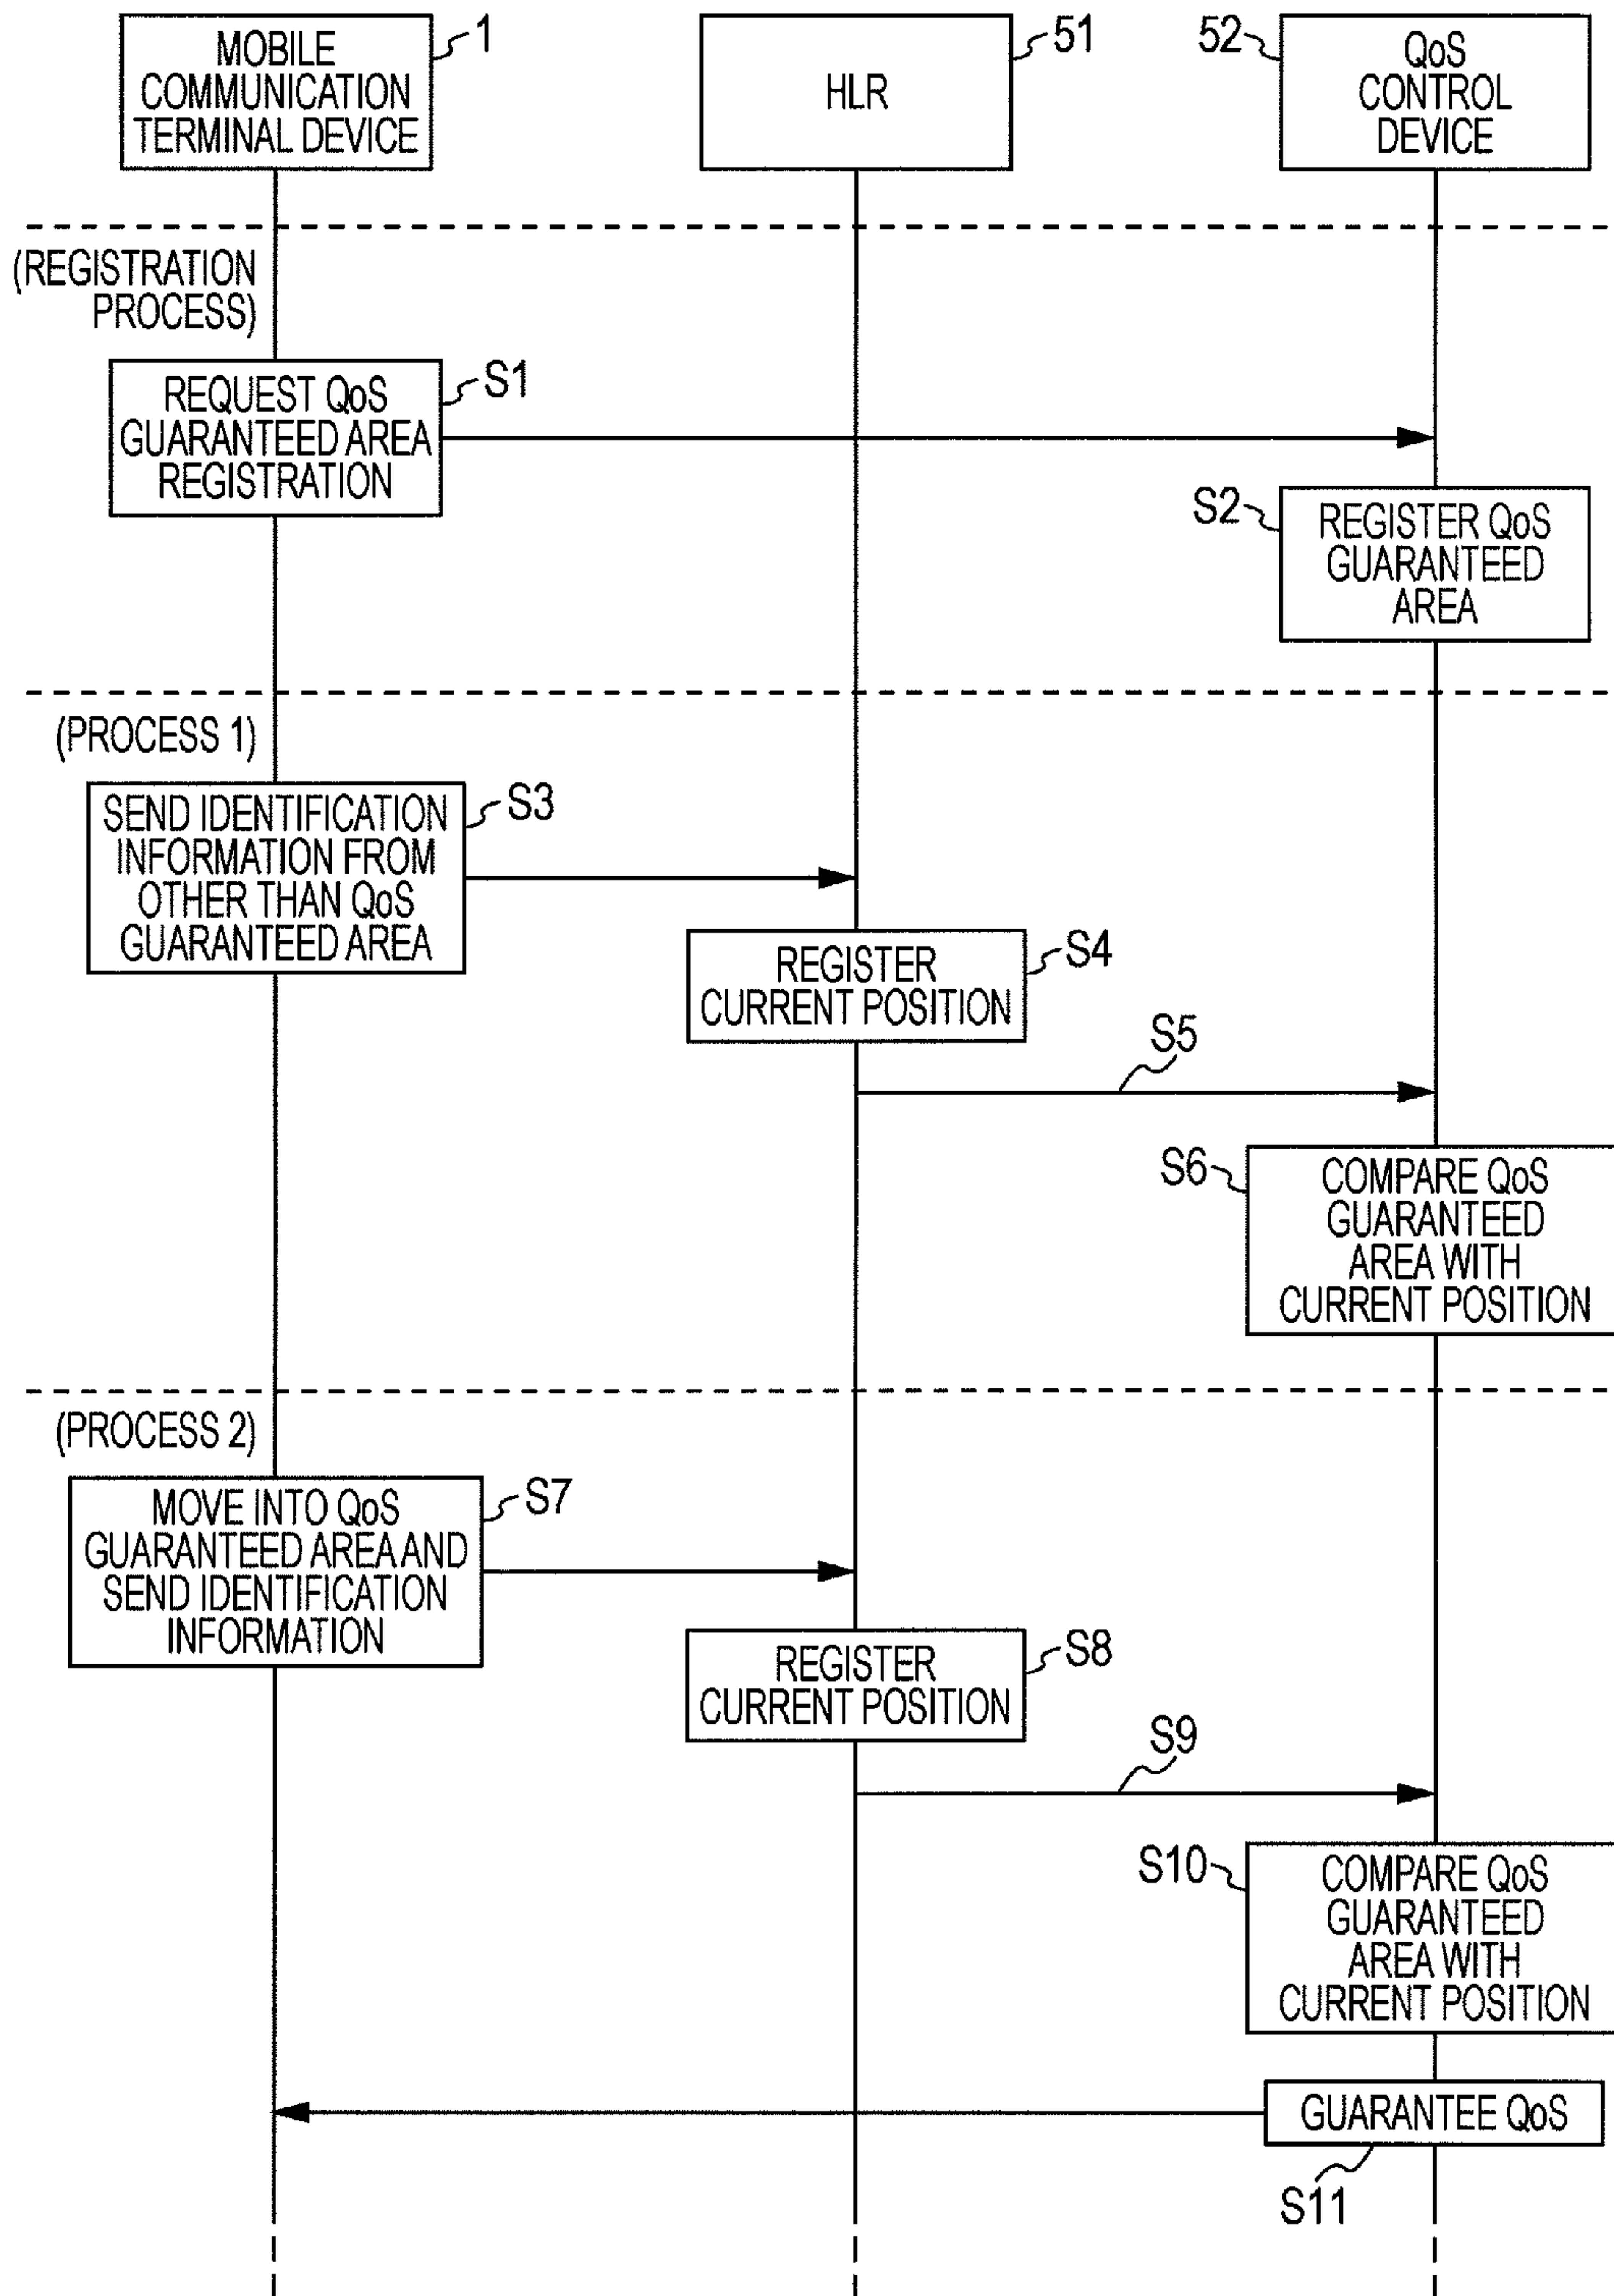 MOBILE
COMMUNICATION
TERMINAL DEVICE
1
HLR
51
52
QoS
CONTROL
DEVICE
(REGISTRATION
PROCESS)
REQUEST QoS
GUARANTEED AREA
REGISTRATION
S1
S2
REGISTER QoS
GUARANTEED
AREA
(PROCESS 1)
SEND IDENTIFICATION
INFORMATION FROM
OTHER THAN QoS
GUARANTEED AREA
S3
REGISTER
CURRENT POSITION
S4
S5
S6
COMPARE QoS
GUARANTEED
AREA WITH
CURRENT POSITION
(PROCESS 2)
MOVE INTO QoS
GUARANTEED AREA AND
SEND IDENTIFICATION
INFORMATION
S7
REGISTER
CURRENT POSITION
S8
S9
S10
COMPARE QoS
GUARANTEED
AREA WITH
CURRENT POSITION
GUARANTEE QoS
S11